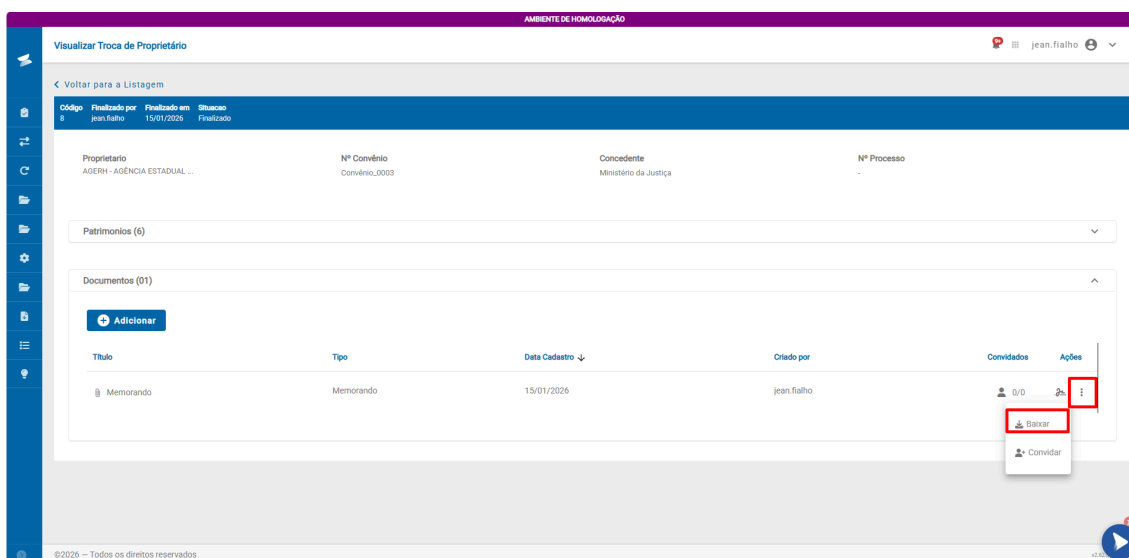 AMBIENTE DE HOMOLOGAÇÃO
Visualizar Troca de Proprietário
9+ jean.fialho
Voltar para a Listagem
Código Finalizado por Finalizado em Situacao
8 jean.fialho 15/01/2026 Finalizado
Proprietario Nº Convênio Concedente Nº Processo
AGERH - AGÊNCIA ESTADUAL ... Convênio_0003 Ministério da Justiça -
Patrimonios (6)
Documentos (01)
Adicionar
Título Tipo Data Cadastro Criado por Convidados Ações
Memorando Memorando 15/01/2026 jean.fialho 0/0
Baixar
Convidar
©2026 — Todos os direitos reservados